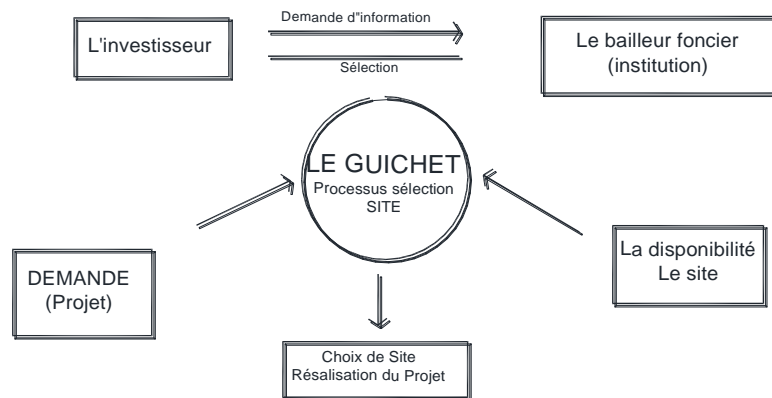 Demande d"information
L'investisseur
Sélection
Le bailleur foncier
(institution)
LE GUICHET
Processus sélection
SITE
DEMANDE
(Projet)
La disponibilité
Le site
Choix de Site
Résalisation du Projet